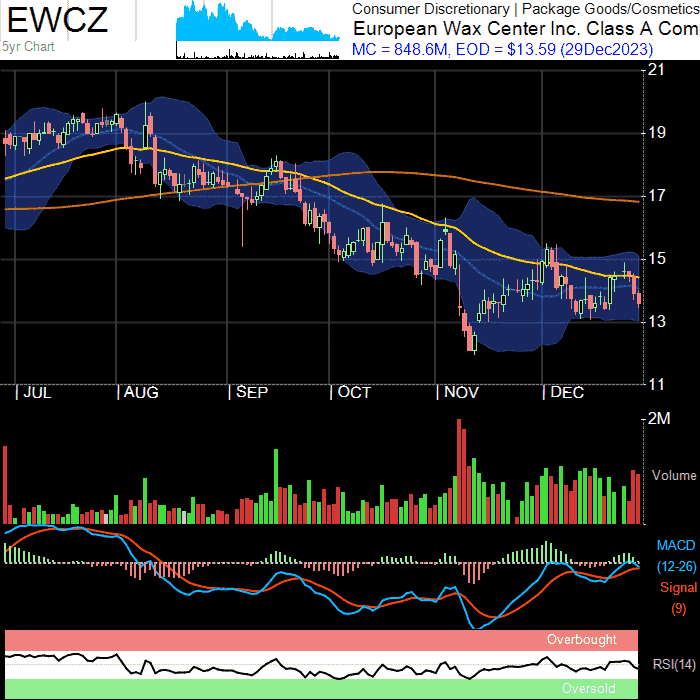 EWCZ
5yr Chart
Consumer Discretionary | Package Goods/Cosmetics
European Wax Center Inc. Class A Com
MC = 848.6M, EOD = $13.59 (29Dec2023)
21
19
17
15
13
11
JUL AUG SEP OCT NOV DEC
2M
Volume
MACD
(12-26)
Signal
(9)
Overbought
RSI(14)
Oversold